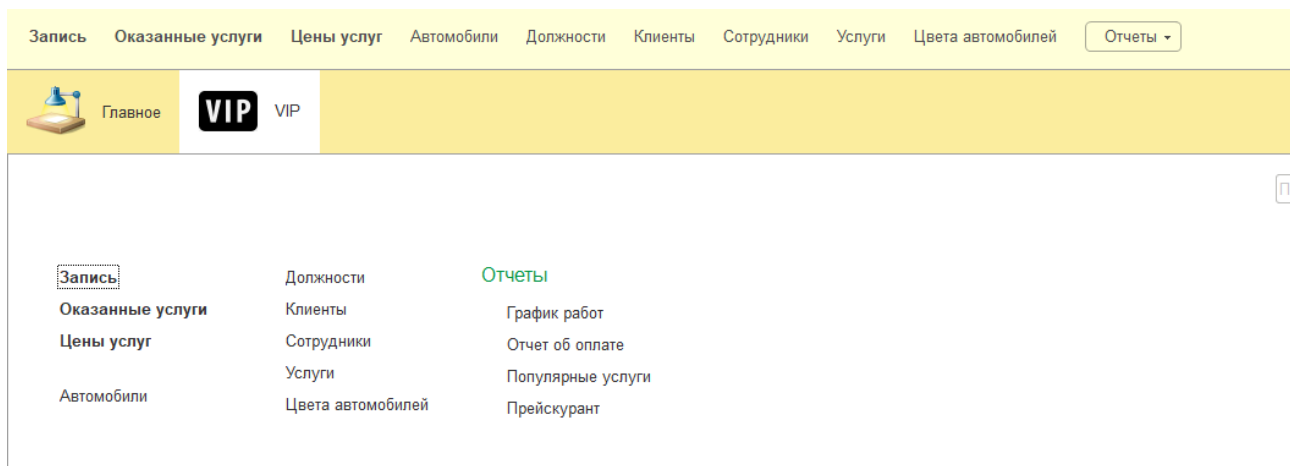 Запись Оказанные услуги Цены услуг Автомобили Должности Клиенты Сотрудники Услуги Цвета автомобилей Отчеты
Главное VIP VIP
Запись
Оказанные услуги
Цены услуг
Автомобили
Должности
Клиенты
Сотрудники
Услуги
Цвета автомобилей
Отчеты
График работ
Отчет об оплате
Популярные услуги
Прейскурант